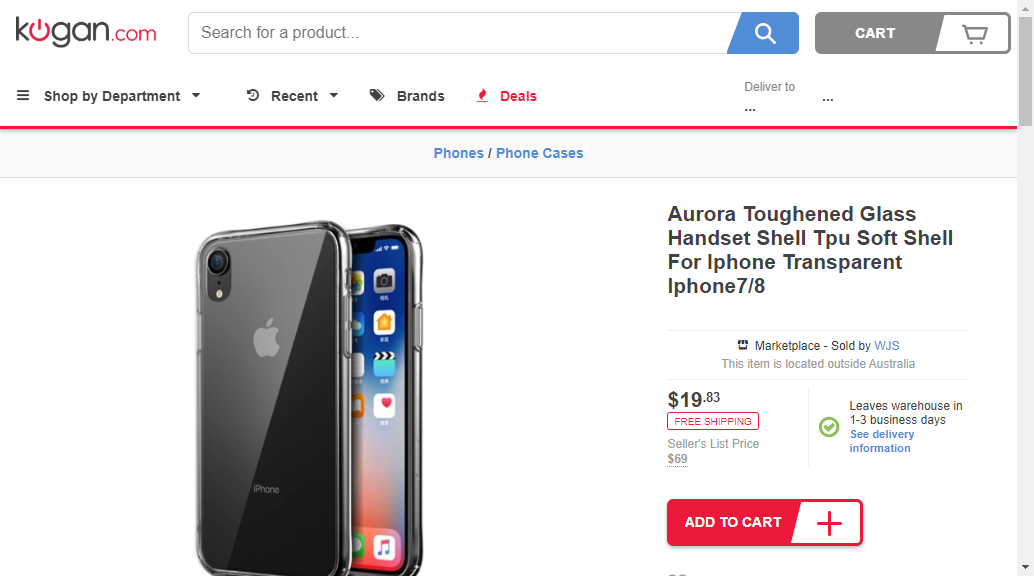 kogan.com
Search for a product...
CART
Shop by Department
Recent
Brands
Deals
Deliver to
...
...
Phones / Phone Cases
Aurora Toughened Glass
Handset Shell Tpu Soft Shell
For Iphone Transparent
Iphone7/8
Marketplace - Sold by WJS
This item is located outside Australia
$19.83
FREE SHIPPING
Seller's List Price
$69
Leaves warehouse in
1-3 business days
See delivery
information
ADD TO CART
iPhone